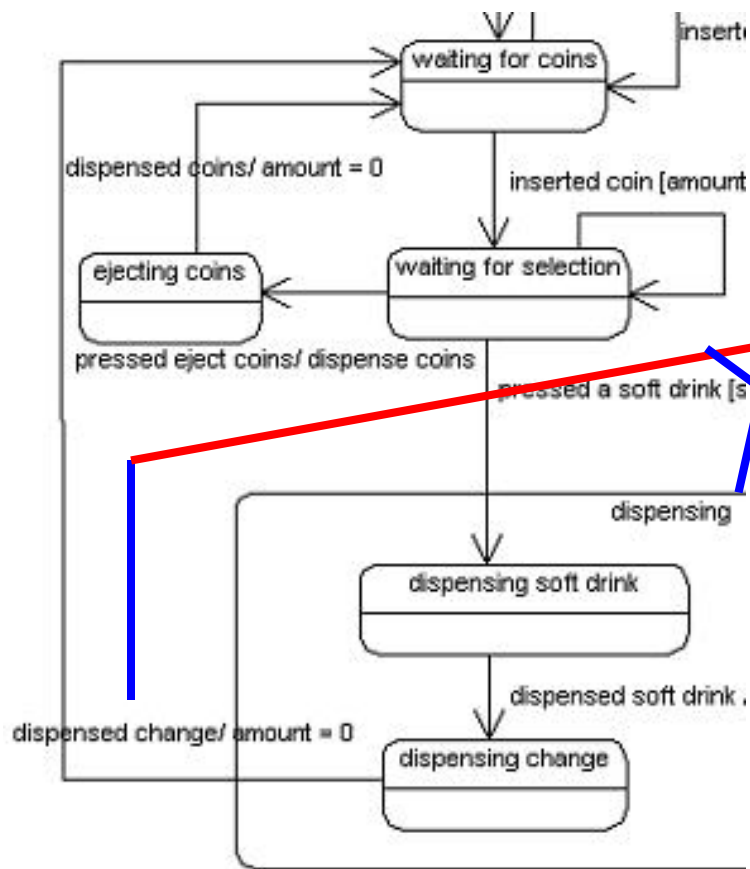 inserte
waiting for coins
dispensed coins/ amount = 0
inserted coin [amount
ejecting coins
waiting for selection
pressed eject coins/ dispense coins
pressed a soft drink [s
dispensing
dispensing soft drink
dispensed soft drink
dispensed change/ amount = 0
dispensing change